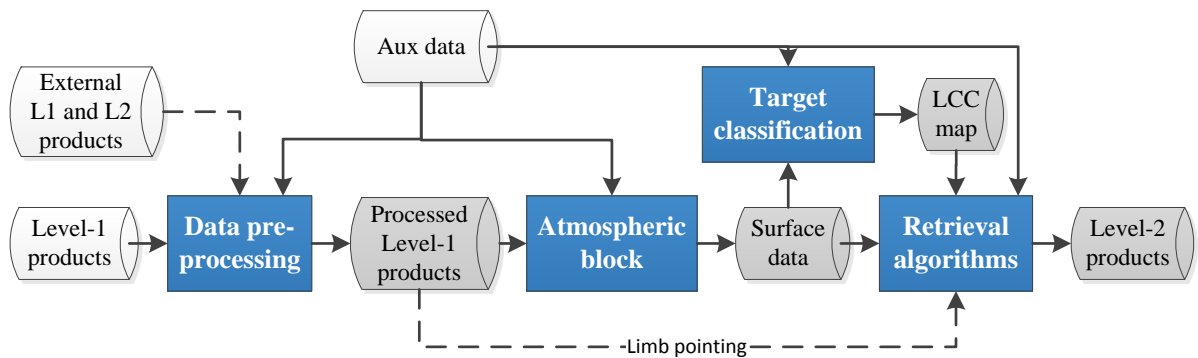 Aux data
External
L1 and L2
products
Target
classification
LCC
map
Level-1
products
Data pre-
processing
Processed
Level-1
products
Atmospheric
block
Surface
data
Retrieval
algorithms
Level-2
products
Limb pointing